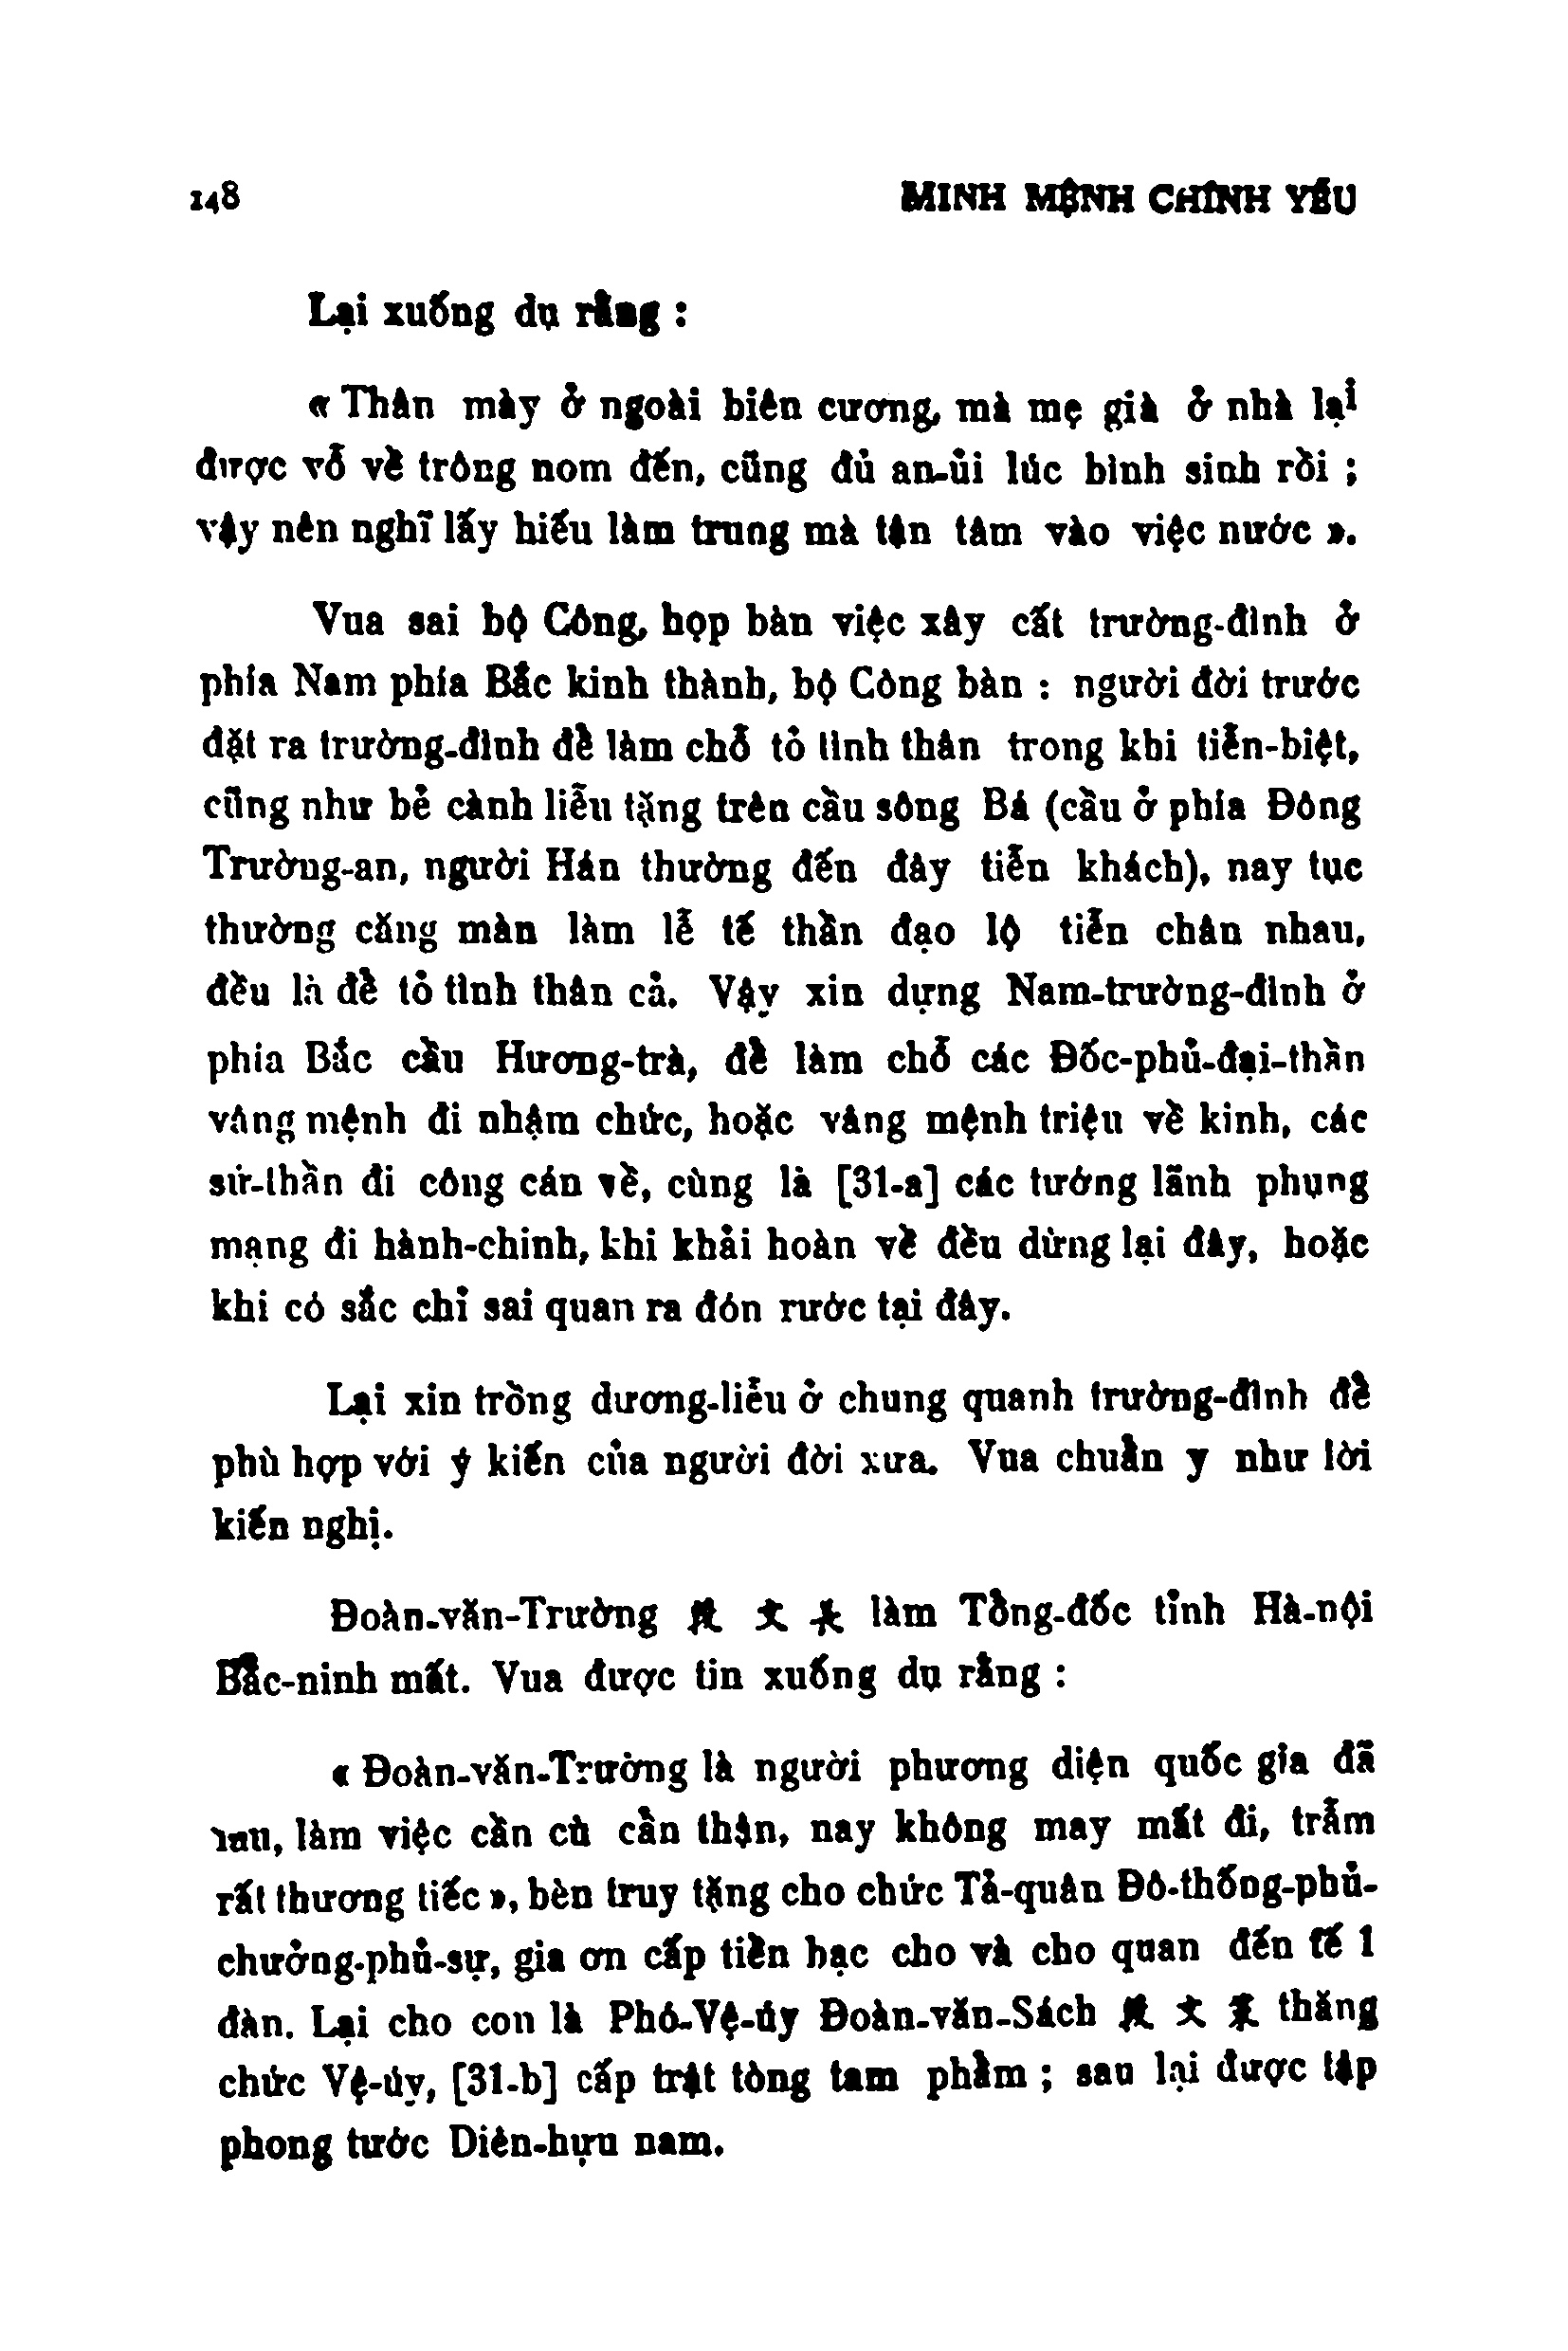 148 MINH MỆNH CHÍNH YẾU
Lại xuống dụ rằng :
« Thân mày ở ngoài biên cương, mà mẹ già ở nhà lại
được vỗ về trông nom đến, cũng đủ an-ủi lúc bình sinh rồi ;
vậy nên nghĩ lấy hiếu làm trung mà tận tâm vào việc nước ».
Vua sai bộ Công, họp bàn việc xây cất trường-đình ở
phía Nam phía Bắc kinh thành, bộ Công bàn : người đời trước
đặt ra trường-đình để làm chỗ tỏ tình thân trong khi tiễn-biệt,
cũng như bẻ cành liễu tặng trên cầu sông Bá (cầu ở phía Đông
Trường-an, người Hán thường đến đây tiễn khách), nay tục
thường căng màn làm lễ tế thần đạo lộ tiễn chân nhau,
đều là để tỏ tình thân cả. Vậy xin dựng Nam-trường-đình ở
phía Bắc cầu Hương-trà, để làm chỗ các Đốc-phủ-đại-thần
vâng mệnh đi nhậm chức, hoặc vâng mệnh triệu về kinh, các
sứ-thần đi công cán về, cùng là [31-a] các tướng lãnh phụng
mạng đi hành-chinh, khi khải hoàn về đều dừng lại đây, hoặc
khi có sắc chỉ sai quan ra đón rước tại đây.
Lại xin trồng dương-liễu ở chung quanh trường-đình để
phù hợp với ý kiến của người đời xưa. Vua chuẩn y như lời
kiến nghị.
Đoàn-văn-Trường 段 文 長 làm Tổng-đốc tỉnh Hà-nội
Bắc-ninh mất. Vua được tin xuống dụ rằng :
« Đoàn-văn-Trường là người phương diện quốc gia đã
lâu, làm việc cần cù cẩn thận, nay không may mất đi, trẫm
rất thương tiếc », bèn truy tặng cho chức Tả-quân Đô-thống-phủ-
chưởng-phủ-sự, gia ơn cấp tiền bạc cho và cho quan đến tế 1
đàn. Lại cho con là Phó-Vệ-úy Đoàn-văn-Sách 段 文 策 thăng
chức Vệ-úy, [31-b] cấp trật tòng tam phẩm ; sau lại được tập
phong tước Diên-hựu nam.